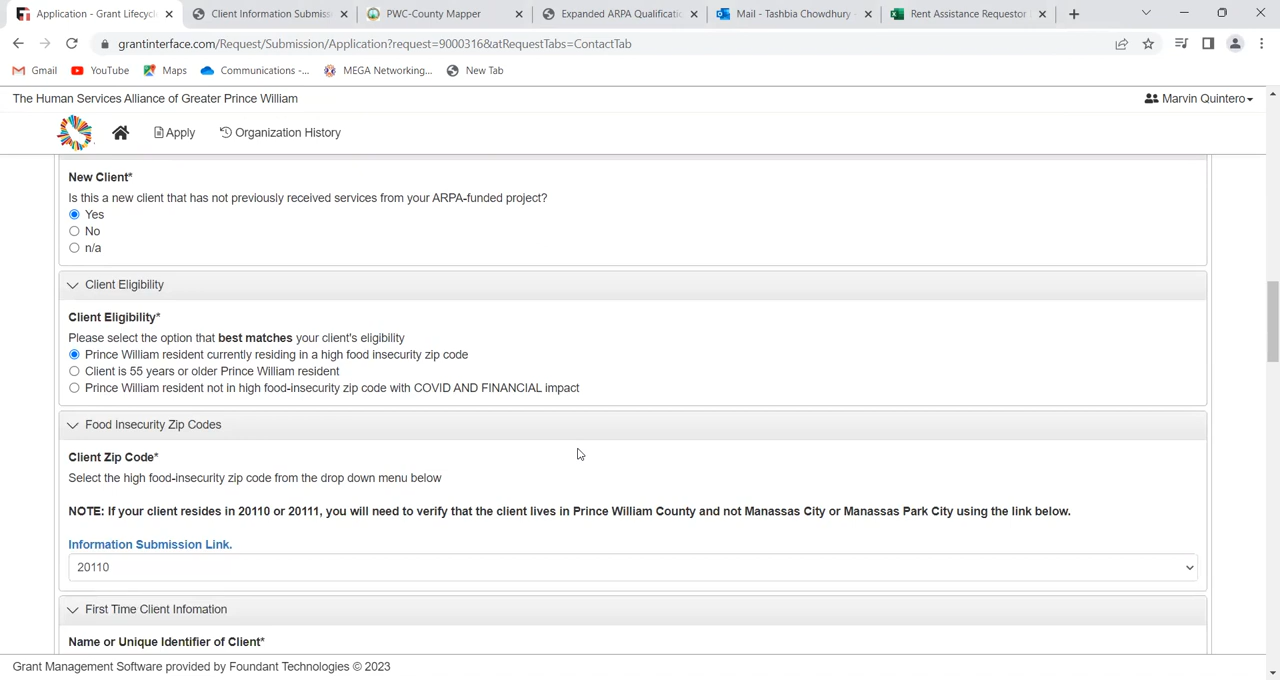 Application - Grant Lifecycl
Client Information Submiss
PWC-County Mapper
Expanded ARPA Qualificatic
Mail - Tashbia Chowdhury -
Rent Assistance Requestor
grantinterface.com/Request/Submission/Application?request=9000316&atRequestTabs=ContactTab
Gmail
YouTube
Maps
Communications -...
MEGA Networking...
New Tab
The Human Services Alliance of Greater Prince William
Marvin Quintero
Apply
Organization History
New Client*
Is this a new client that has not previously received services from your ARPA-funded project?
Yes
No
n/a
Client Eligibility
Client Eligibility*
Please select the option that best matches your client's eligibility
Prince William resident currently residing in a high food insecurity zip code
Client is 55 years or older Prince William resident
Prince William resident not in high food-insecurity zip code with COVID AND FINANCIAL impact
Food Insecurity Zip Codes
Client Zip Code*
Select the high food-insecurity zip code from the drop down menu below
NOTE: If your client resides in 20110 or 20111, you will need to verify that the client lives in Prince William County and not Manassas City or Manassas Park City using the link below.
Information Submission Link.
20110
First Time Client Infomation
Name or Unique Identifier of Client*
Grant Management Software provided by Foundant Technologies © 2023